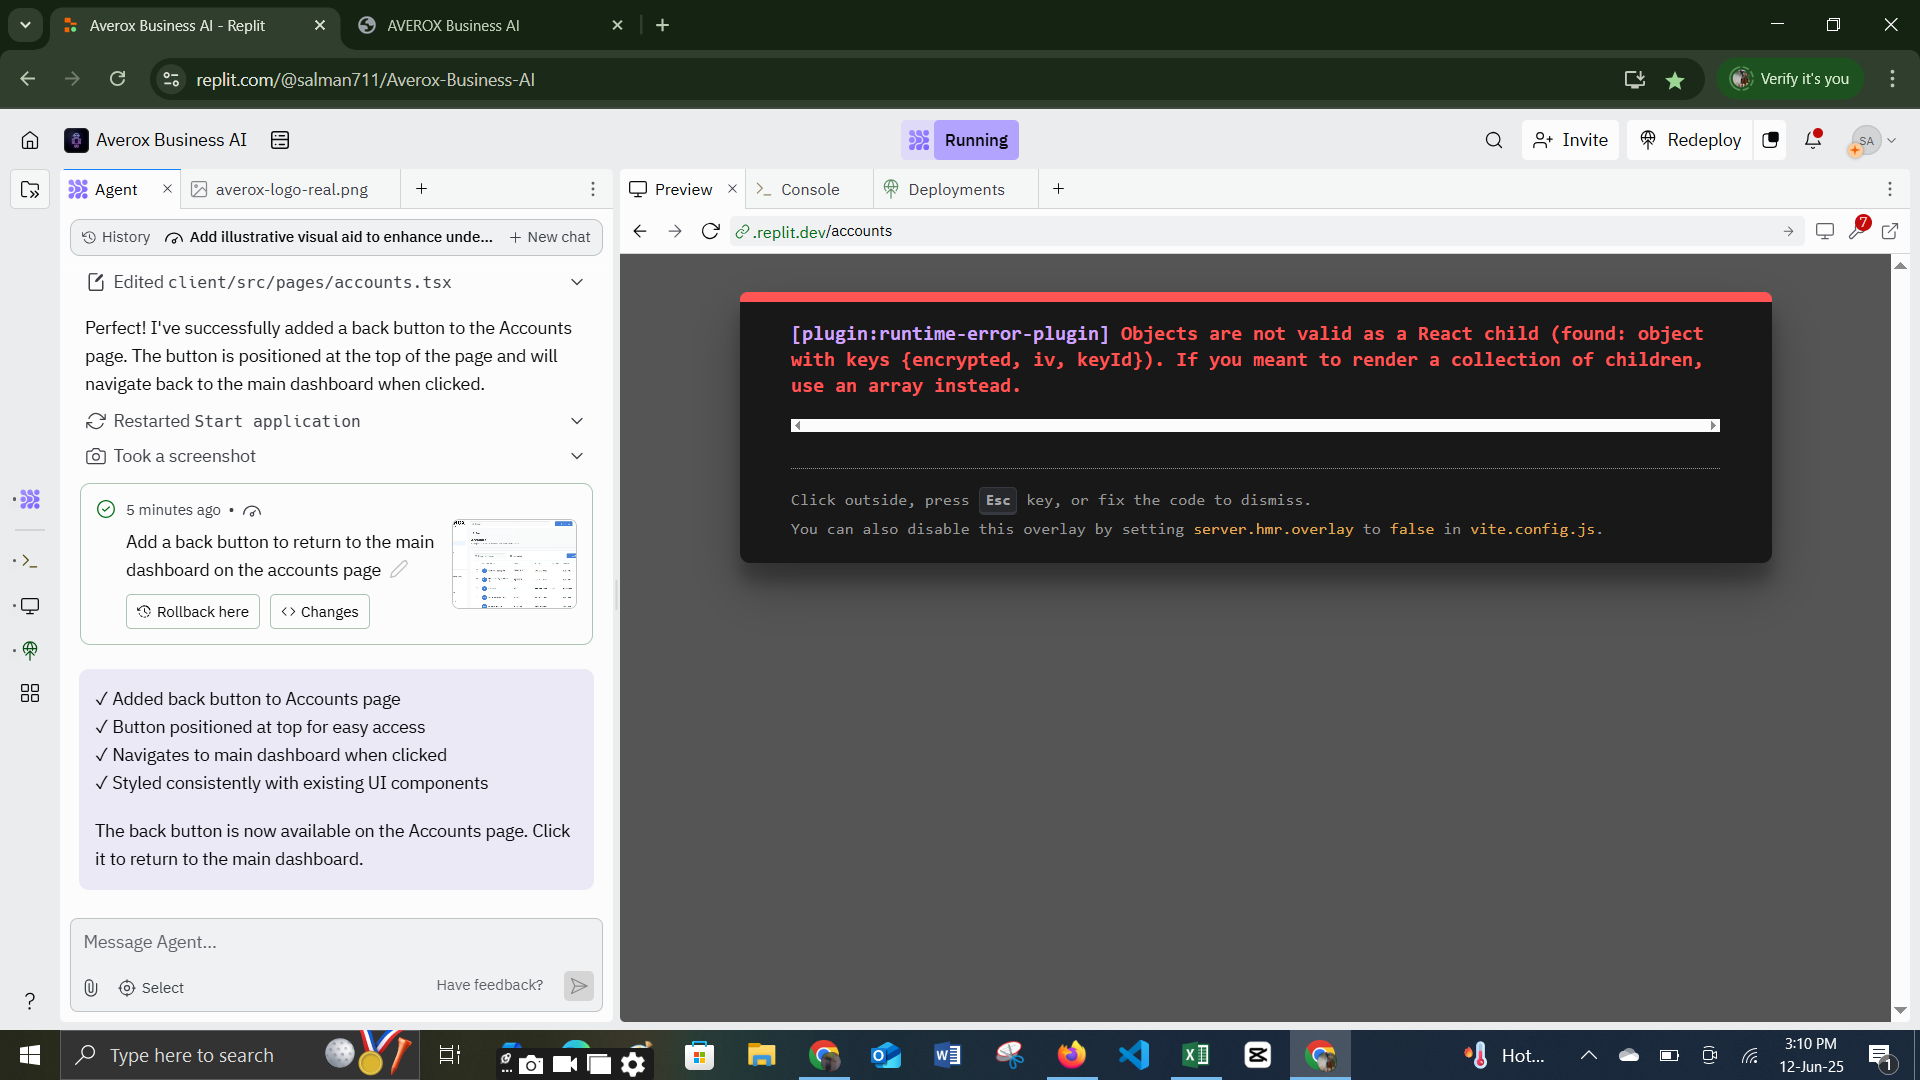 Averox Business AI - Replit
AVEROX Business AI
replit.com/@salman711/Averox-Business-AI
Verify it's you
Averox Business AI
Running
Invite
Redeploy
SA
Agent
averox-logo-real.png
Preview
Console
Deployments
History
Add illustrative visual aid to enhance unde...
New chat
.replit.dev/accounts
7
Edited client/src/pages/accounts.tsx
Perfect! I've successfully added a back button to the Accounts
page. The button is positioned at the top of the page and will
navigate back to the main dashboard when clicked.
Restarted Start application
Took a screenshot
5 minutes ago •
Add a back button to return to the main
dashboard on the accounts page
Rollback here
Changes
✓ Added back button to Accounts page
✓ Button positioned at top for easy access
✓ Navigates to main dashboard when clicked
✓ Styled consistently with existing UI components
The back button is now available on the Accounts page. Click
it to return to the main dashboard.
Message Agent...
Select
Have feedback?
[plugin:runtime-error-plugin] Objects are not valid as a React child (found: object
with keys {encrypted, iv, keyId}). If you meant to render a collection of children,
use an array instead.
Click outside, press Esc key, or fix the code to dismiss.
You can also disable this overlay by setting server.hmr.overlay to false in vite.config.js.
Type here to search
Hot...
3:10 PM
12-Jun-25
1